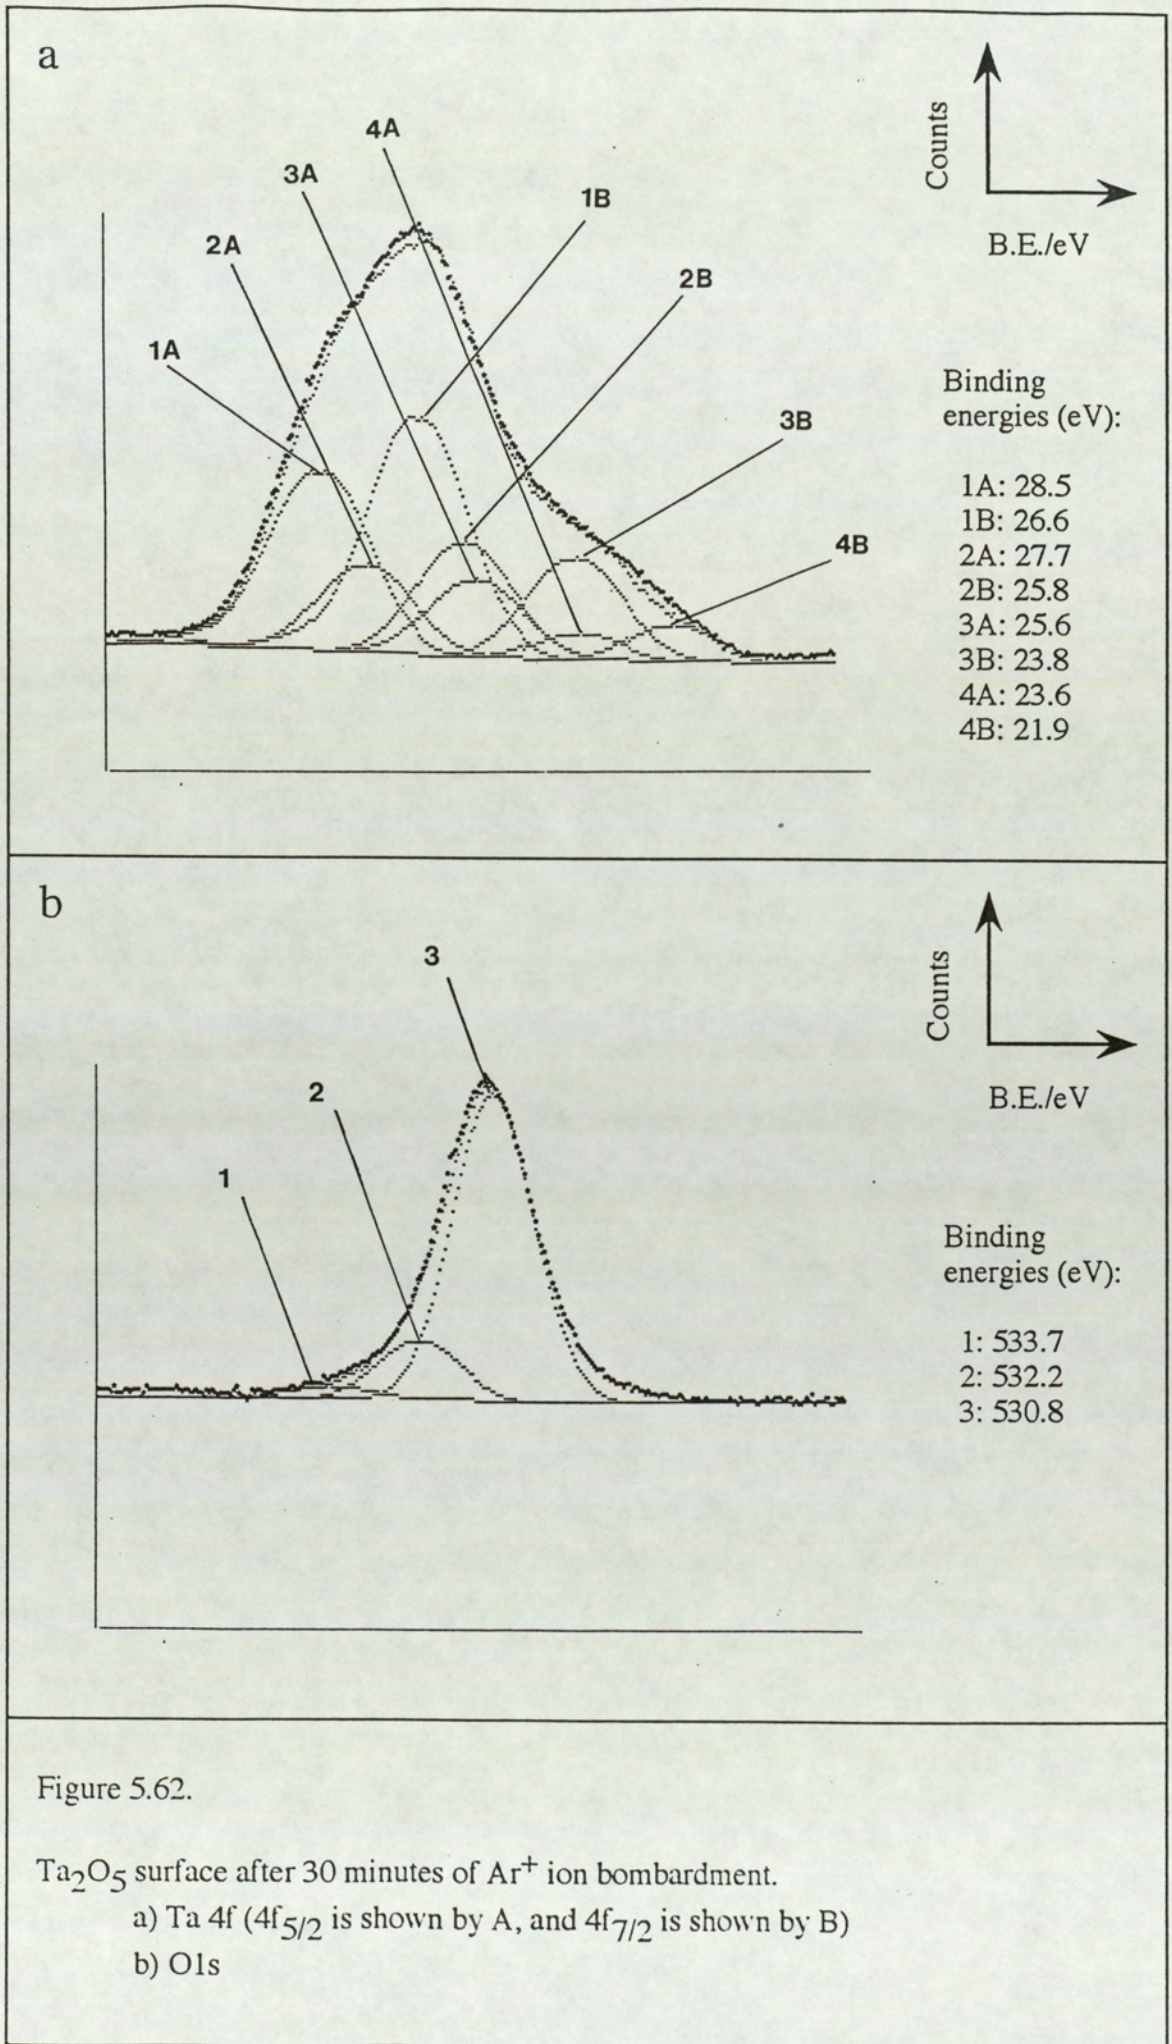 a
4A
3A
1B
2A
2B
1A
3B
4B
Counts
B.E./eV
Binding
energies (eV):
1A: 28.5
1B: 26.6
2A: 27.7
2B: 25.8
3A: 25.6
3B: 23.8
4A: 23.6
4B: 21.9
b
3
2
1
Counts
B.E./eV
Binding
energies (eV):
1: 533.7
2: 532.2
3: 530.8
Figure 5.62.
Ta₂O₅ surface after 30 minutes of Ar⁺ ion bombardment.
a) Ta 4f (4f₅/₂ is shown by A, and 4f₇/₂ is shown by B)
b) O1s